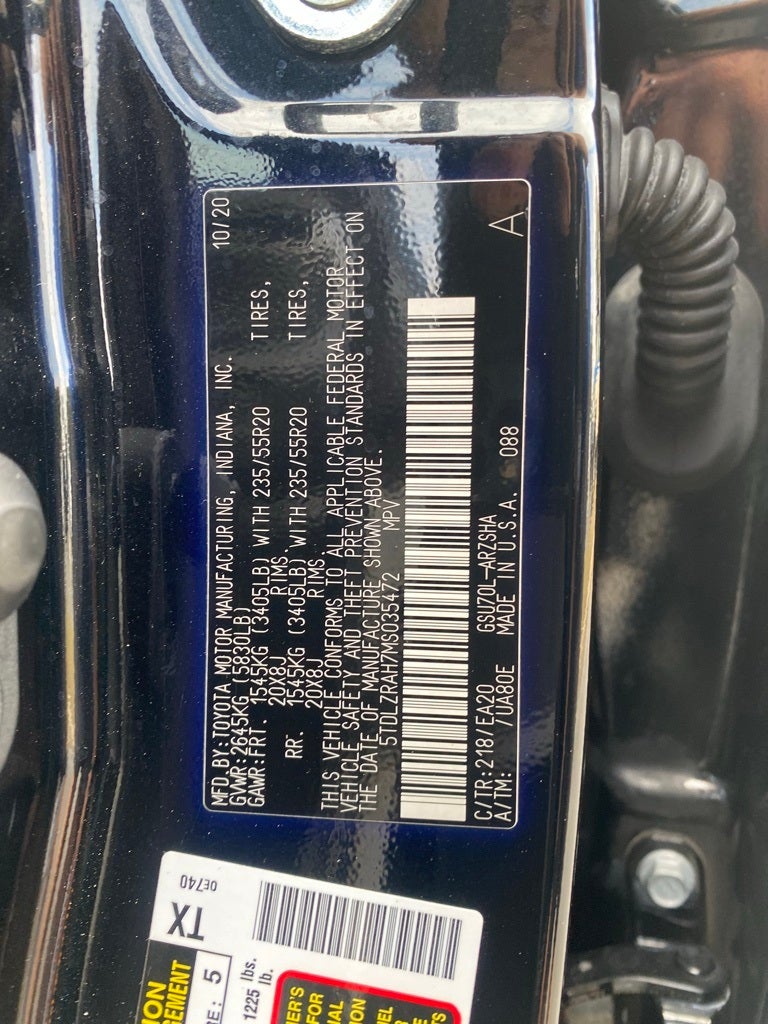 MFD.BY:TOYOTA MOTOR MANUFACTURING, INDIANA, INC. 10/20
GVWR:2645KG (5830LB)
GAWR:FRT. 1545KG (3405LB) WITH 235/55R20 TIRES,
20X8J RIMS,
RR. 1545KG (3405LB) WITH 235/55R20 TIRES,
20X8J RIMS
THIS VEHICLE CONFORMS TO ALL APPLICABLE FEDERAL MOTOR
VEHICLE SAFETY AND THEFT PREVENTION STANDARDS IN EFFECT ON
THE DATE OF MANUFACTURE SHOWN ABOVE.
5TDLZRAH7MS035472 MPV
C/TR:218/EA20 GSU70L-ARZSHA
A/TM: /UA80E MADE IN U.S.A. 088
A
0E740
TX
5
1225 lbs.
lb.